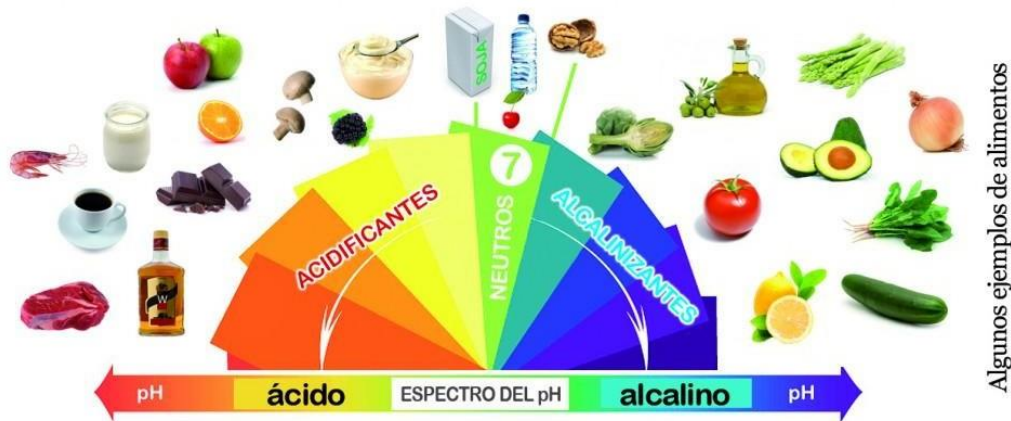 SOJA
7
ACIDIFICANTES
NEUTROS
ALCALINIZANTES
W
pH
ácido
ESPECTRO DEL pH
alcalino
pH
Algunos ejemplos de alimentos